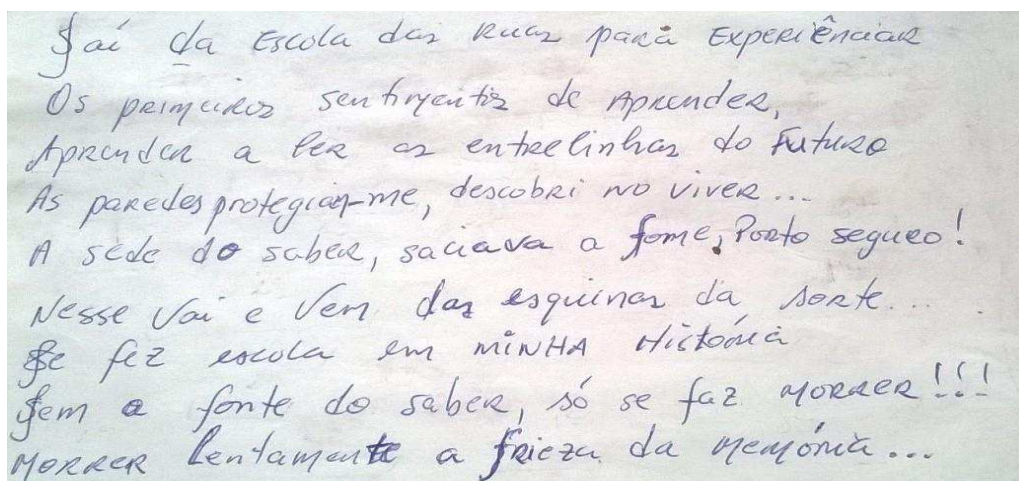 Saí da Escola das Ruas para Experiênciar
Os primeiros sentimentos de Aprender,
Aprender a ler as entrelinhas do Futuro
As paredes protegiam-me, descobri no viver...
A sede do saber, saciava a fome, Porto seguro!
Nesse Vai e Vem das esquinas da sorte...
Se fez escola em MINHA História
Sem a fonte do saber, só se faz MORRER!!!
MORRER Lentamente a frieza da Memória...